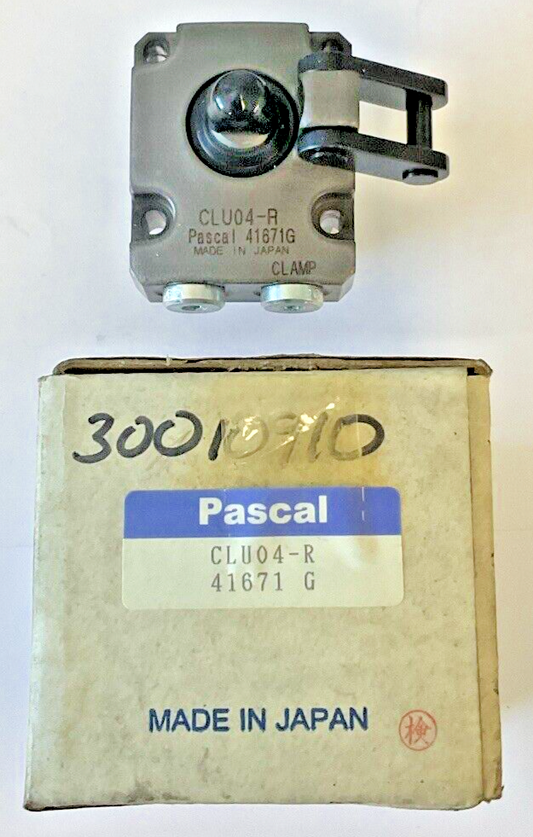 CLU04-R
Pascal 41671G
MADE IN JAPAN
CLAMP
30010910
Pascal
CLU04-R
41671 G
MADE IN JAPAN
検